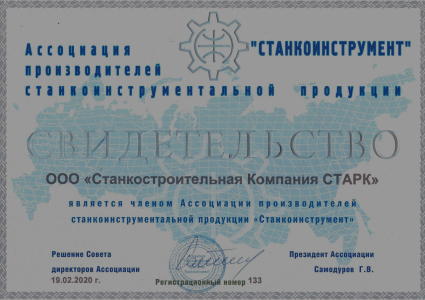 Ассоциация "СТАНКОИНСТРУМЕНТ"
производителей
станкоинструментальной продукции
СВИДЕТЕЛЬСТВО
ООО «Станкостроительная Компания СТАРК»
является членом Ассоциации производителей
станкоинструментальной продукции «Станкоинструмент»
Решение Совета Президент Ассоциации
директоров Ассоциации Самодуров Г.В.
19.02.2020 г. Регистрационный номер 133